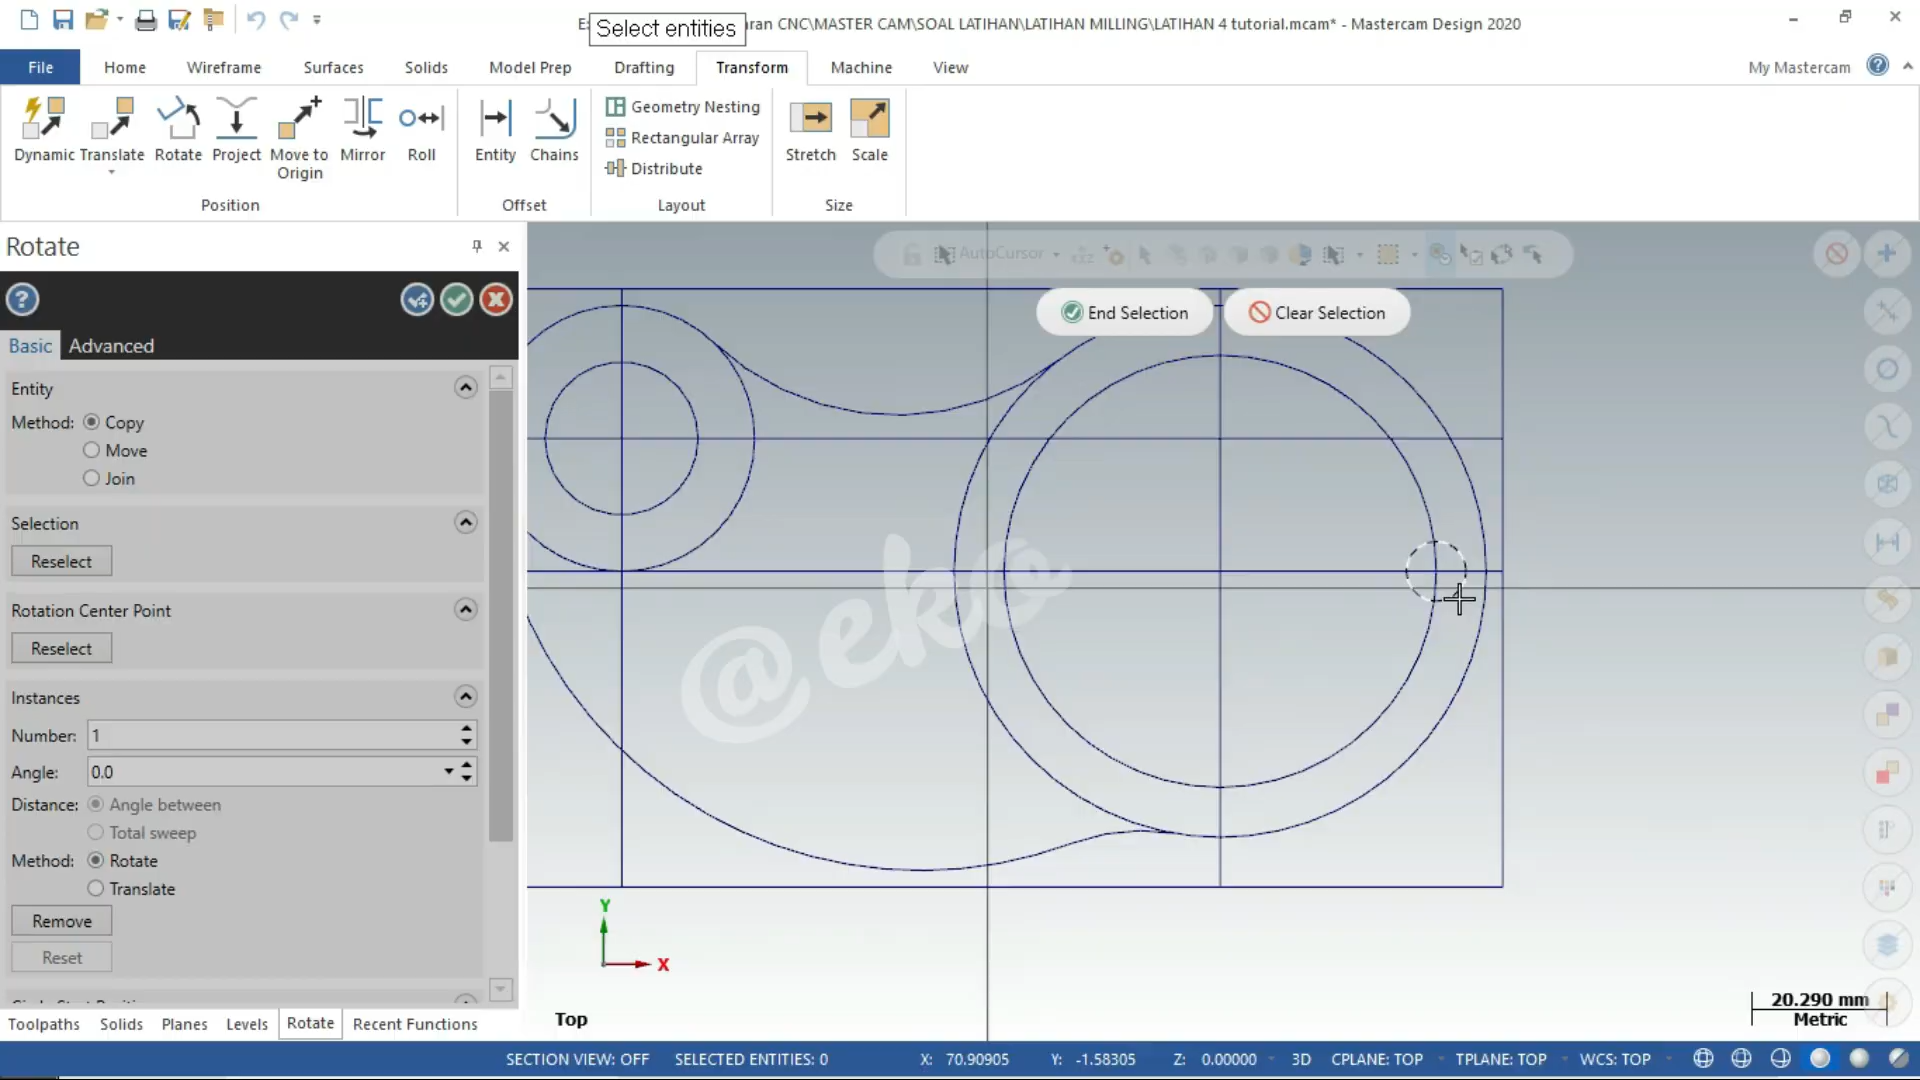 Select entities
ran CNC\MASTER CAM\SOAL LATIHAN\LATIHAN MILLING\LATIHAN 4 tutorial.mcam* - Mastercam Design 2020
File Home Wireframe Surfaces Solids Model Prep Drafting Transform Machine View My Mastercam
Dynamic Translate Rotate Project Move to Origin Mirror Roll
Position
Entity Chains
Offset
Geometry Nesting
Rectangular Array
Distribute
Layout
Stretch Scale
Size
Rotate
AutoCursor
End Selection Clear Selection
Basic Advanced
Entity
Method: Copy
Move
Join
Selection
Reselect
Rotation Center Point
Reselect
Instances
Number: 1
Angle: 0.0
Distance: Angle between
Total sweep
Method: Rotate
Translate
Remove
Reset
@eko
Y
X
Top
20.290 mm
Metric
Toolpaths Solids Planes Levels Rotate Recent Functions
SECTION VIEW: OFF SELECTED ENTITIES: 0 X: 70.90905 Y: -1.58305 Z: 0.00000 3D CPLANE: TOP TPLANE: TOP WCS: TOP